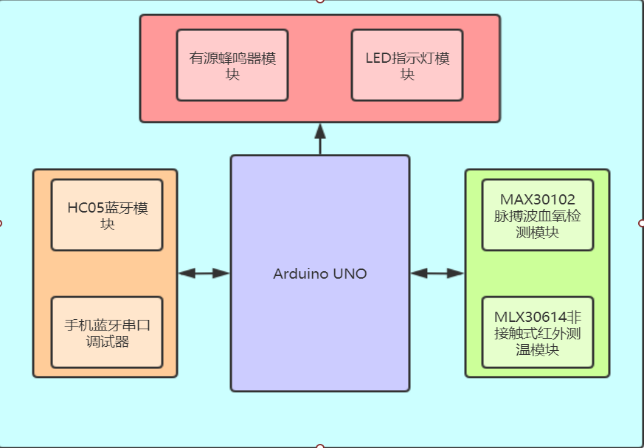 有源蜂鸣器模
块
LED指示灯模
块
HC05蓝牙模
块
手机蓝牙串口
调试器
Arduino UNO
MAX30102
脉搏波血氧检
测模块
MLX30614非
接触式红外测
温模块